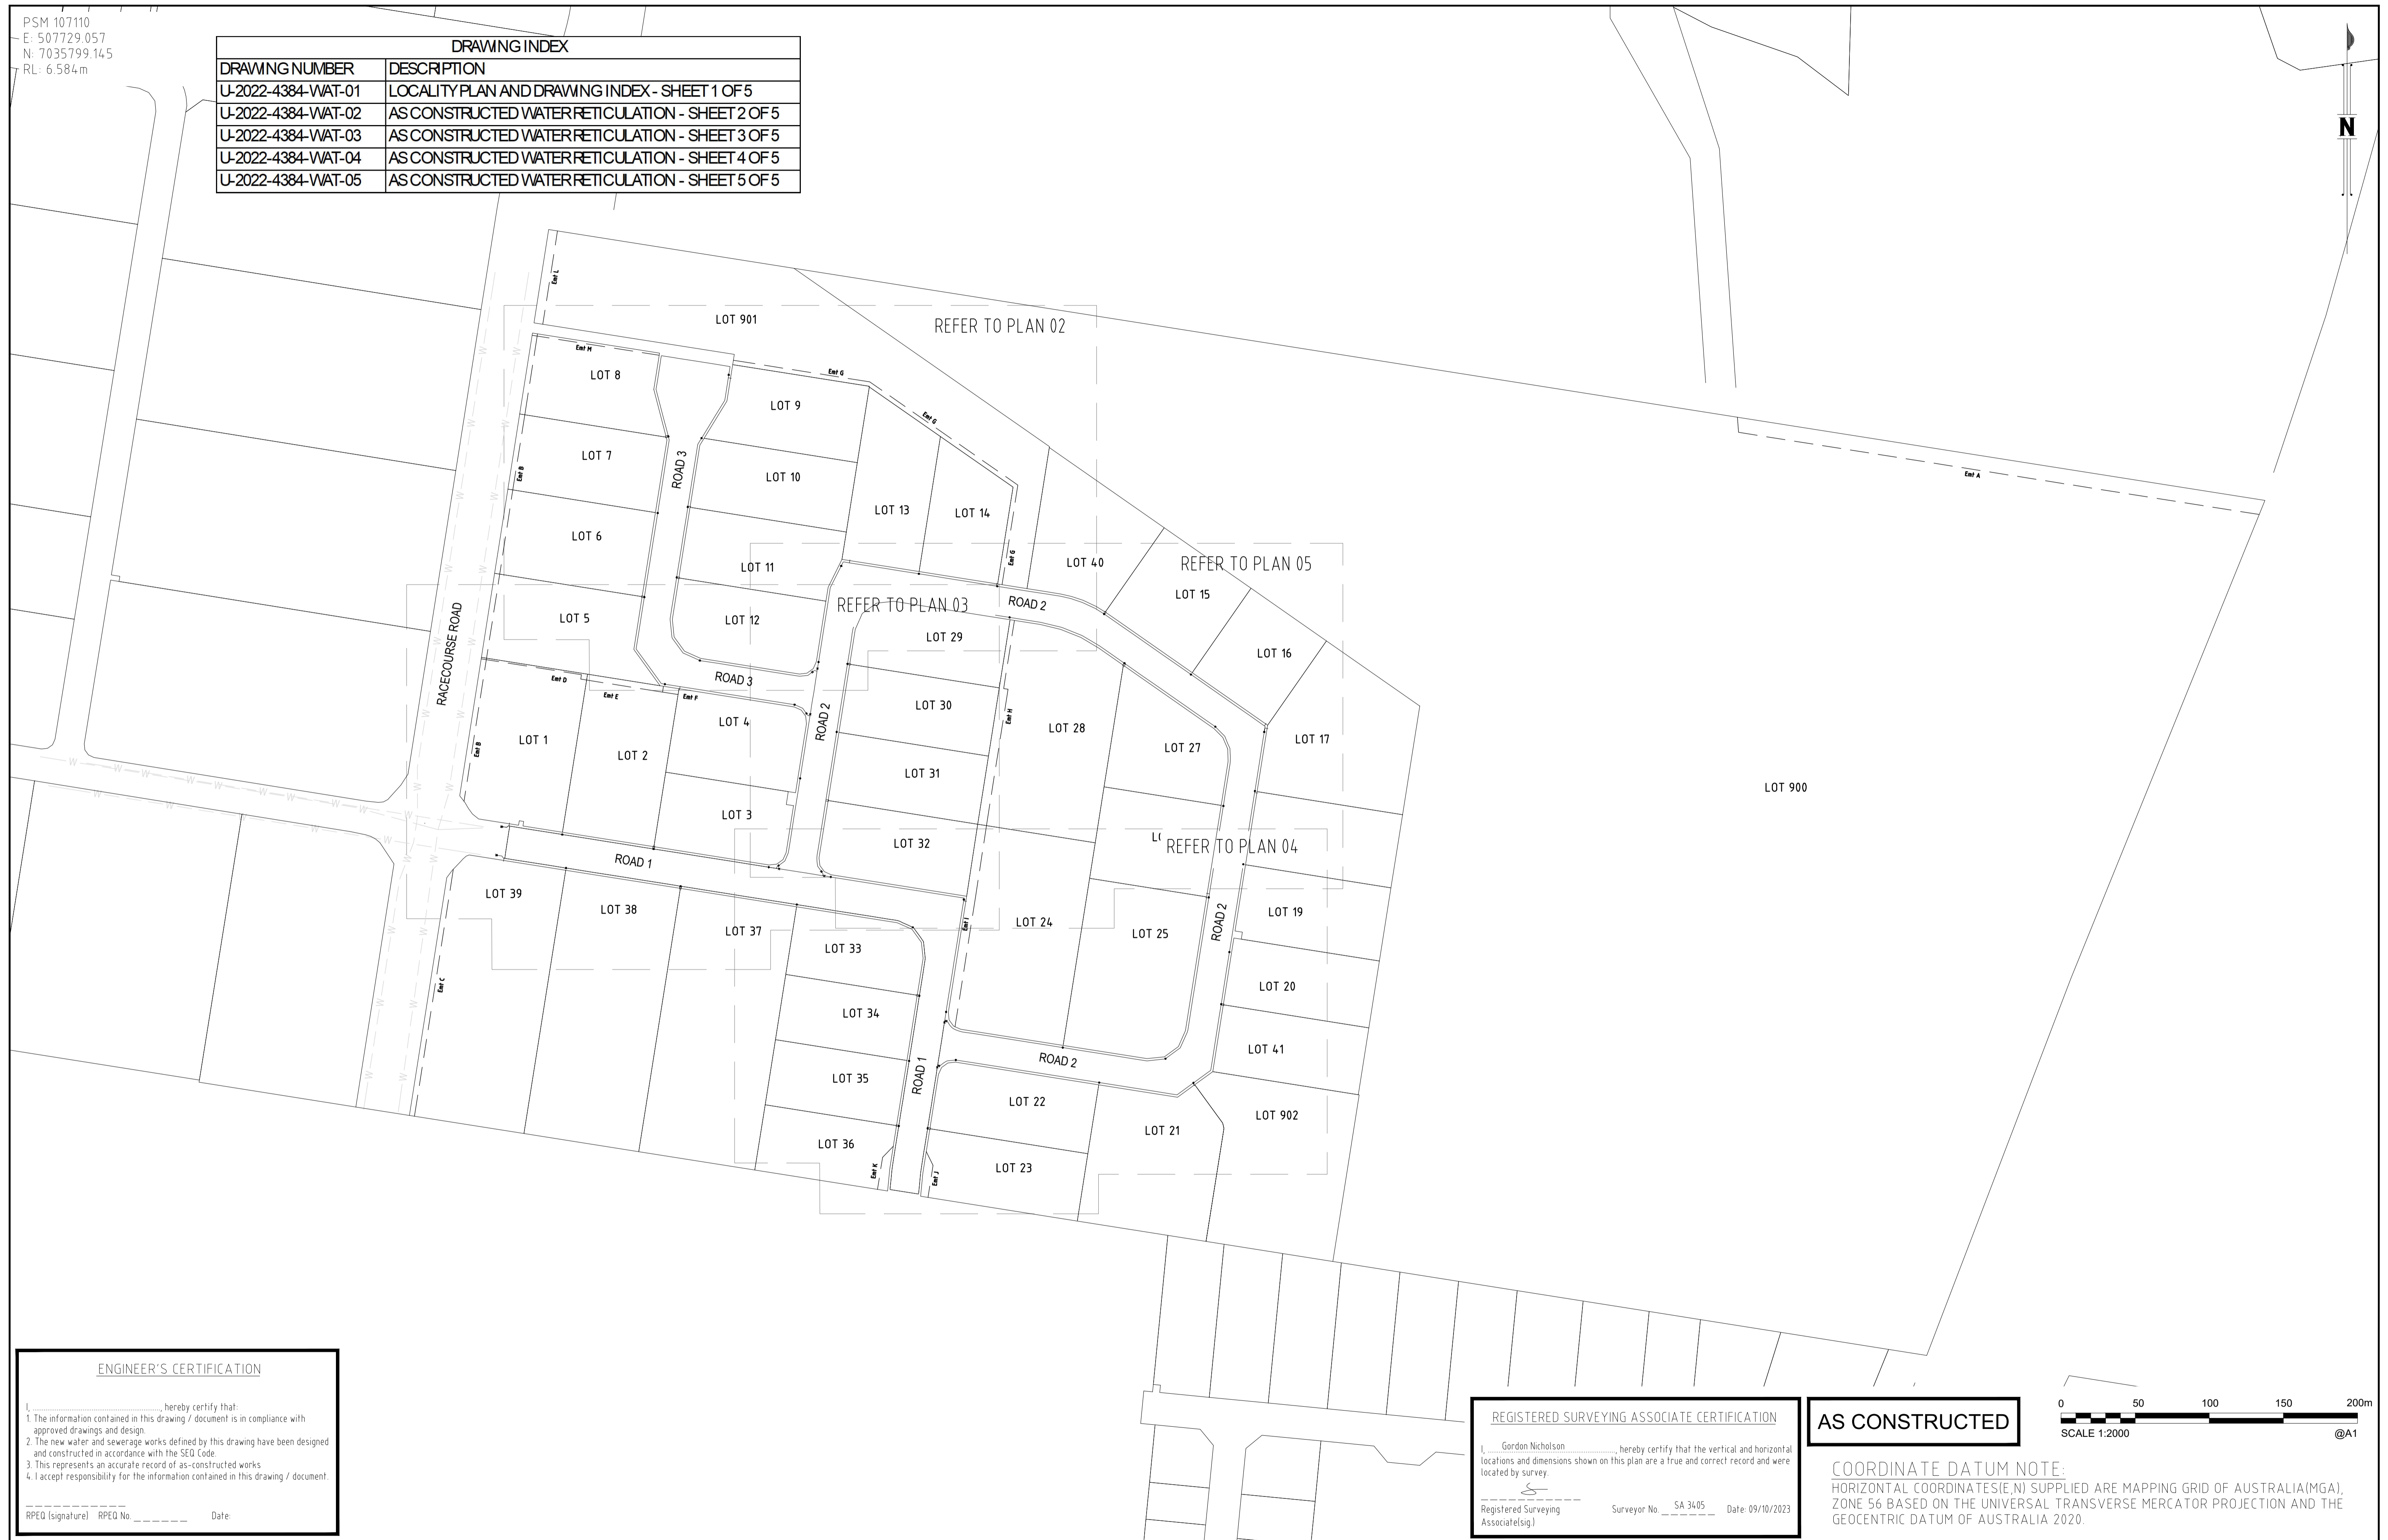 PSM 107110
E: 507729.057
N: 7035799.145
RL: 6.584m
DRAWING INDEX
DRAWING NUMBER DESCRIPTION
U-2022-4384-WAT-01 LOCALITY PLAN AND DRAWING INDEX - SHEET 1 OF 5
U-2022-4384-WAT-02 AS CONSTRUCTED WATER RETICULATION - SHEET 2 OF 5
U-2022-4384-WAT-03 AS CONSTRUCTED WATER RETICULATION - SHEET 3 OF 5
U-2022-4384-WAT-04 AS CONSTRUCTED WATER RETICULATION - SHEET 4 OF 5
U-2022-4384-WAT-05 AS CONSTRUCTED WATER RETICULATION - SHEET 5 OF 5
N
Emt L
LOT 901
REFER TO PLAN 02
Emt M
LOT 8
Emt G
LOT 9
Emt G
LOT 7
ROAD 3
Emt B
LOT 10
Emt A
LOT 13
LOT 14
LOT 6
Emt G
LOT 11
LOT 40
REFER TO PLAN 05
LOT 15
REFER TO PLAN 03
ROAD 2
LOT 5
LOT 12
LOT 29
RACECOURSE ROAD
LOT 16
Emt D
Emt E
Emt F
ROAD 3
LOT 30
LOT 4
ROAD 2
Emt H
LOT 28
LOT 1
Emt B
LOT 2
LOT 27
LOT 17
LOT 31
LOT 900
LOT 3
LOT 32
LO
REFER TO PLAN 04
ROAD 1
LOT 39
LOT 38
LOT 37
Emt I
LOT 24
LOT 25
ROAD 2
LOT 19
LOT 33
Emt C
LOT 20
LOT 34
LOT 41
ROAD 2
LOT 35
ROAD 1
LOT 22
LOT 902
LOT 21
LOT 36
Emt K
Emt J
LOT 23
ENGINEER'S CERTIFICATION
I, ............................................................, hereby certify that:
1. The information contained in this drawing / document is in compliance with
approved drawings and design.
2. The new water and sewerage works defined by this drawing have been designed
and constructed in accordance with the SEQ Code.
3. This represents an accurate record of as-constructed works
4. I accept responsibility for the information contained in this drawing / document.
RPEQ (signature) RPEQ No. ______ Date:
REGISTERED SURVEYING ASSOCIATE CERTIFICATION
I, ......Gordon Nicholson........................, hereby certify that the vertical and horizontal
locations and dimensions shown on this plan are a true and correct record and were
located by survey.
Registered Surveying Surveyor No. SA 3405 Date: 09/10/2023
Associate(sig.)
AS CONSTRUCTED
0 50 100 150 200m
SCALE 1:2000 @A1
COORDINATE DATUM NOTE:
HORIZONTAL COORDINATES(E,N) SUPPLIED ARE MAPPING GRID OF AUSTRALIA(MGA),
ZONE 56 BASED ON THE UNIVERSAL TRANSVERSE MERCATOR PROJECTION AND THE
GEOCENTRIC DATUM OF AUSTRALIA 2020.